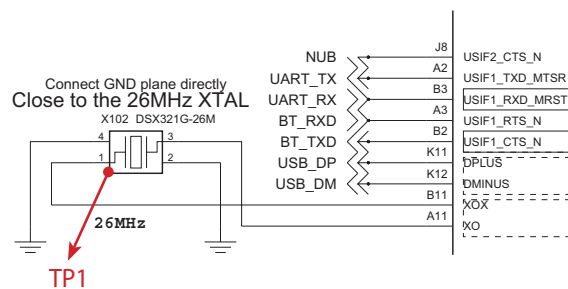 Connect GND plane directly
Close to the 26MHz XTAL
X102 DSX321G-26M
4
3
1
2
26MHz
TP1
NUB
J8
USIF2_CTS_N
UART_TX
A2
USIF1_TXD_MTSR
UART_RX
B3
USIF1_RXD_MRST
BT_RXD
A3
USIF1_RTS_N
BT_TXD
B2
USIF1_CTS_N
USB_DP
K11
DPLUS
USB_DM
K12
DMINUS
B11
XOX
A11
XO